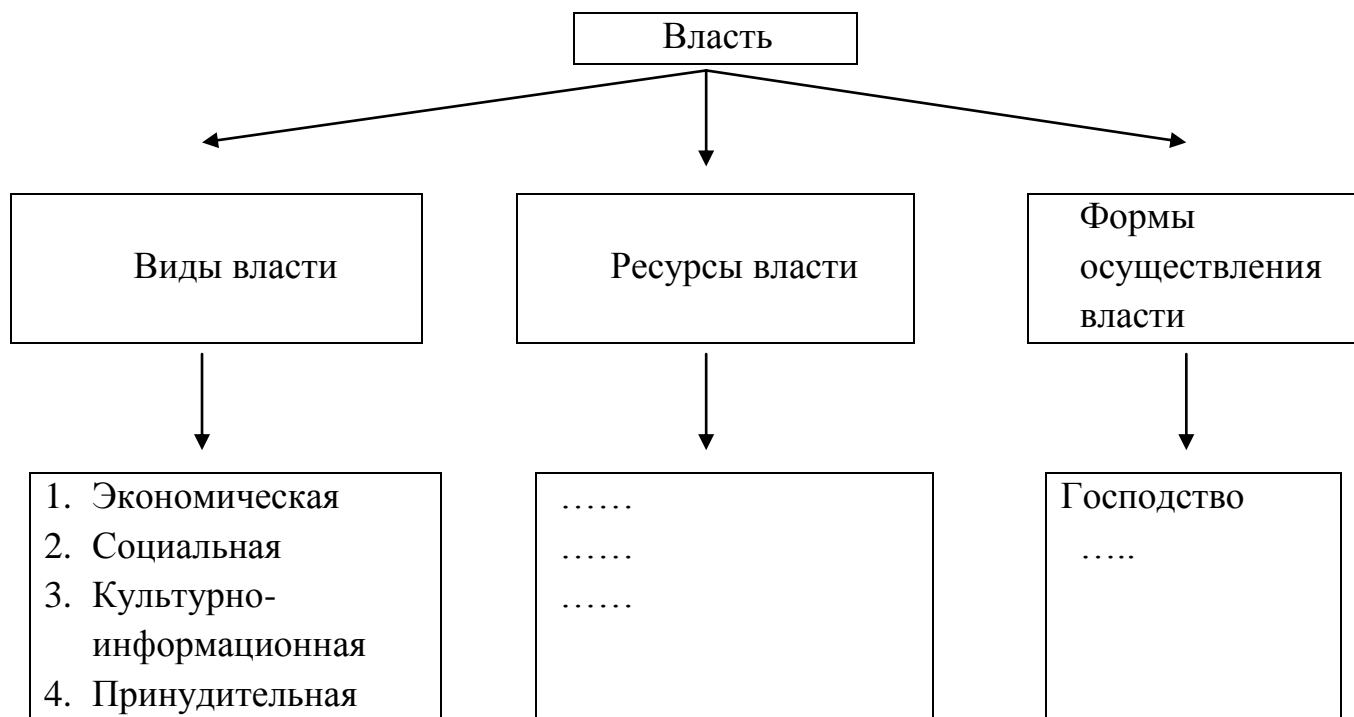 Власть
Виды власти
Ресурсы власти
Формы
осуществления
власти
1. Экономическая
2. Социальная
3. Культурно-
информационная
4. Принудительная
……
……
……
Господство
…..